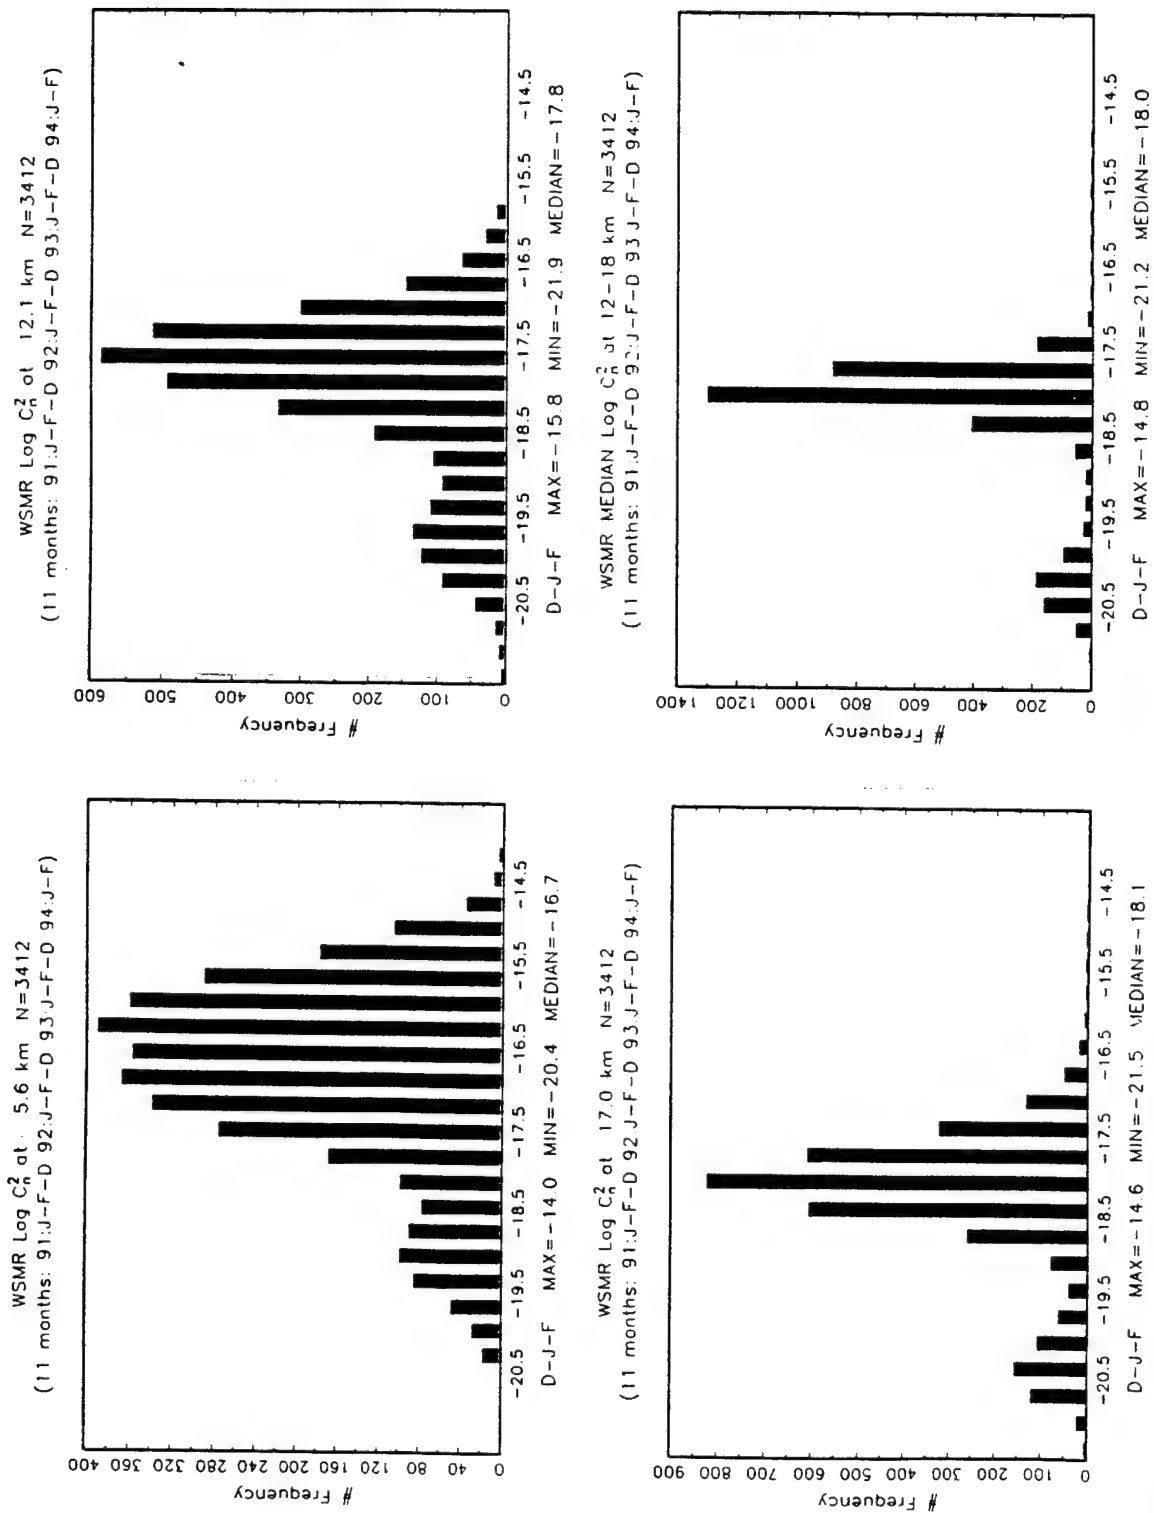 WSMR Log C_n^2 at 5.6 km N=3412
(11 months: 91:J-F-D 92:J-F-D 93:J-F-D 94:J-F)
# Frequency
400
360
320
280
240
200
160
120
80
40
0
-20.5 -19.5 -18.5 -17.5 -16.5 -15.5 -14.5
D-J-F MAX=-14.0 MIN=-20.4 MEDIAN=-16.7
WSMR Log C_n^2 at 12.1 km N=3412
(11 months: 91:J-F-D 92:J-F-D 93:J-F-D 94:J-F)
# Frequency
600
500
400
300
200
100
0
-20.5 -19.5 -18.5 -17.5 -16.5 -15.5 -14.5
D-J-F MAX=-15.8 MIN=-21.9 MEDIAN=-17.8
WSMR Log C_n^2 at 17.0 km N=3412
(11 months: 91:J-F-D 92:J-F-D 93:J-F-D 94:J-F)
# Frequency
900
800
700
600
500
400
300
200
100
0
-20.5 -19.5 -18.5 -17.5 -16.5 -15.5 -14.5
D-J-F MAX=-14.6 MIN=-21.5 MEDIAN=-18.1
WSMR MEDIAN Log C_n^2 at 12-18 km N=3412
(11 months: 91:J-F-D 92:J-F-D 93:J-F-D 94:J-F)
# Frequency
1400
1200
1000
800
600
400
200
0
-20.5 -19.5 -18.5 -17.5 -16.5 -15.5 -14.5
D-J-F MAX=-14.8 MIN=-21.2 MEDIAN=-18.0